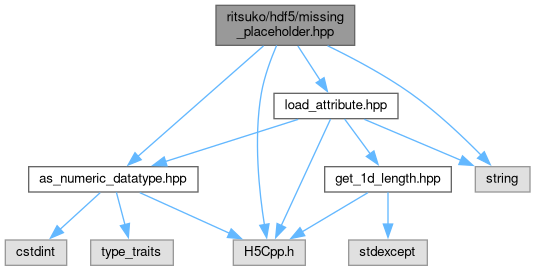 ritsuko/hdf5/missing
_placeholder.hpp
load_attribute.hpp
as_numeric_datatype.hpp
get_1d_length.hpp
string
cstdint
type_traits
H5Cpp.h
stdexcept